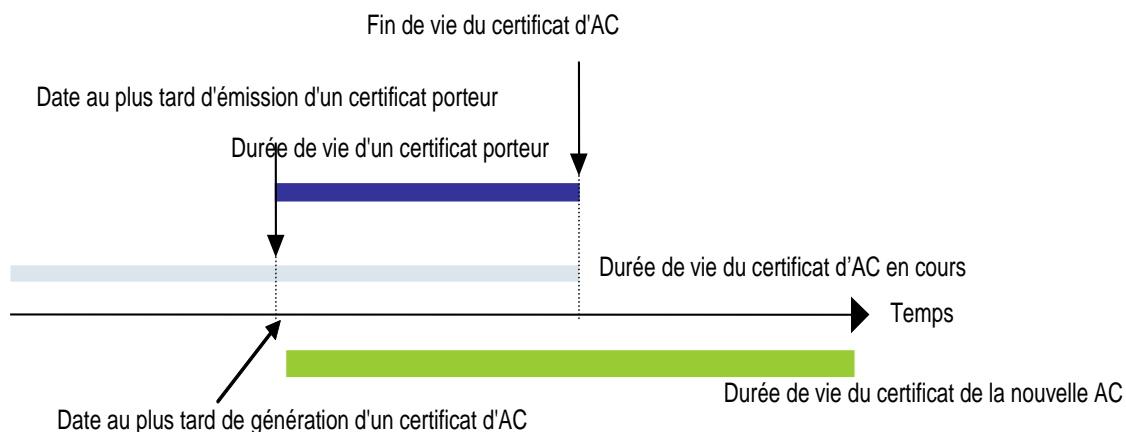 Fin de vie du certificat d'AC
Date au plus tard d'émission d'un certificat porteur
Durée de vie d'un certificat porteur
Durée de vie du certificat d'AC en cours
Temps
Durée de vie du certificat de la nouvelle AC
Date au plus tard de génération d'un certificat d'AC